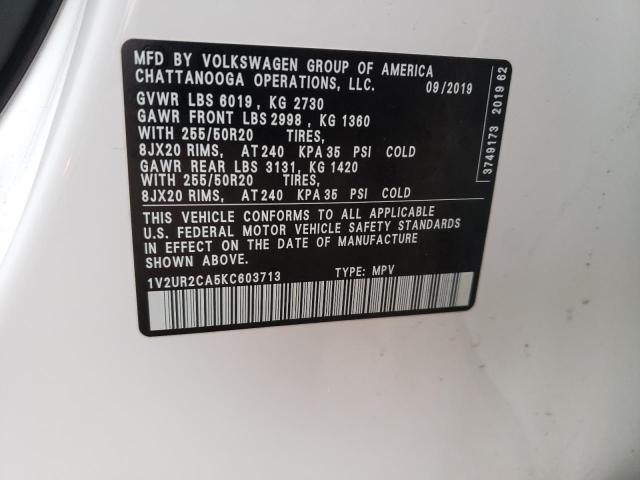 MFD BY VOLKSWAGEN GROUP OF AMERICA
CHATTANOOGA OPERATIONS, LLC. 09/2019
GVWR LBS 6019, KG 2730
GAWR FRONT LBS 2998, KG 1360
WITH 255/50R20 TIRES,
8JX20 RIMS, AT 240 KPA 35 PSI COLD
GAWR REAR LBS 3131, KG 1420
WITH 255/50R20 TIRES,
8JX20 RIMS, AT 240 KPA 35 PSI COLD
THIS VEHICLE CONFORMS TO ALL APPLICABLE
U.S. FEDERAL MOTOR VEHICLE SAFETY STANDARDS
IN EFFECT ON THE DATE OF MANUFACTURE
SHOWN ABOVE.
1V2UR2CA5KC603713 TYPE: MPV
3749173 2019 62